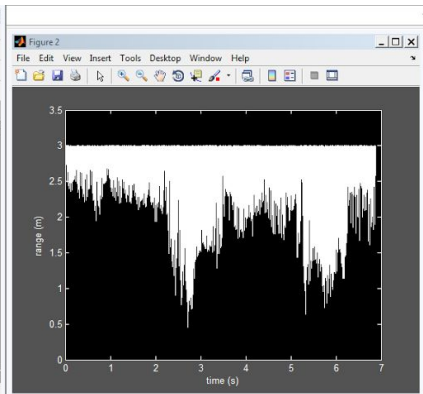 Figure 2
File Edit View Insert Tools Desktop Window Help
3.5
3
2.5
2
1.5
1
0.5
0
range (m)
0 1 2 3 4 5 6 7
time (s)